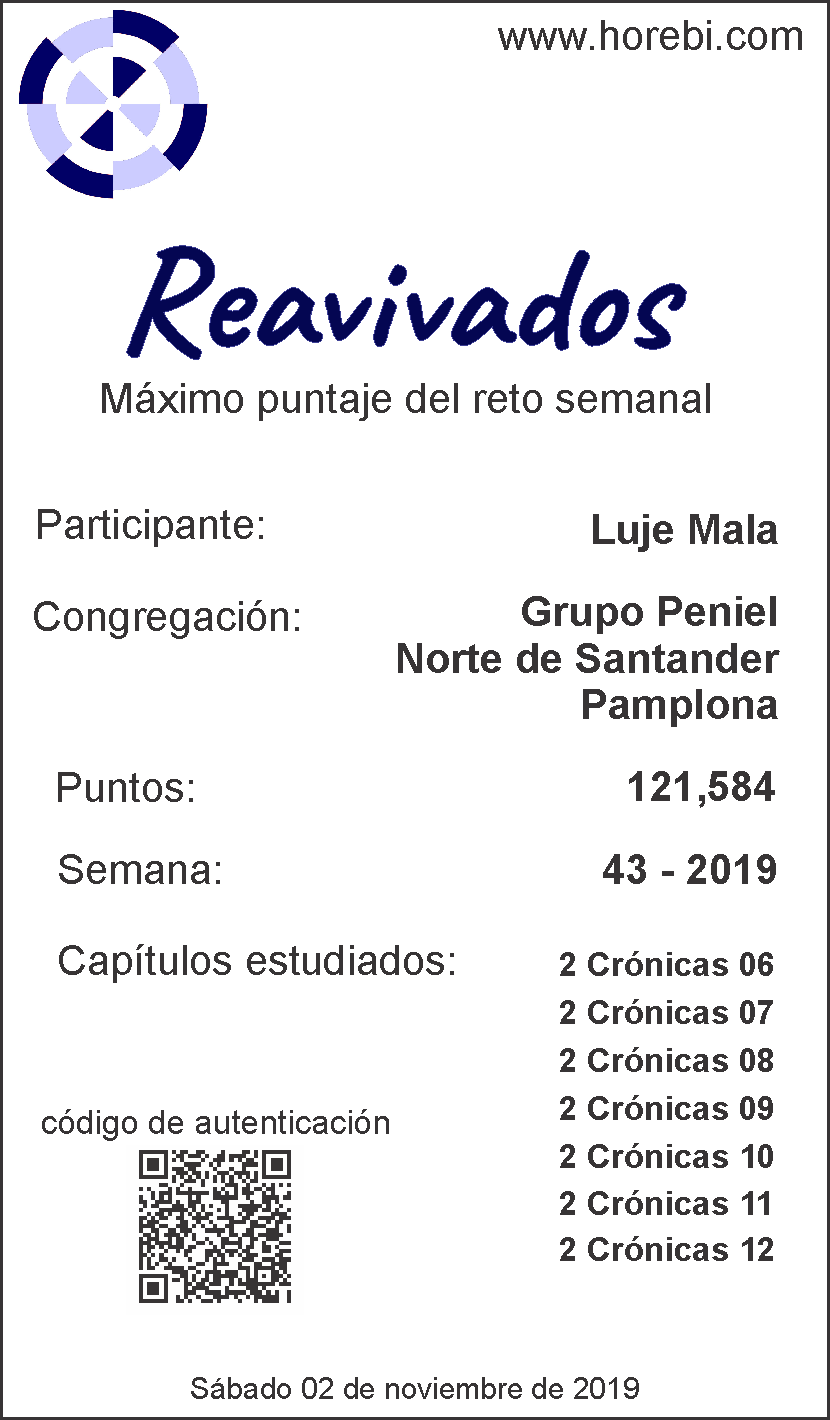 www.horebi.com
Reavivados
Máximo puntaje del reto semanal
Participante: Luje Mala
Congregación: Grupo Peniel
Norte de Santander
Pamplona
Puntos: 121,584
Semana: 43 - 2019
Capítulos estudiados: 2 Crónicas 06
2 Crónicas 07
2 Crónicas 08
2 Crónicas 09
2 Crónicas 10
2 Crónicas 11
2 Crónicas 12
código de autenticación
Sábado 02 de noviembre de 2019